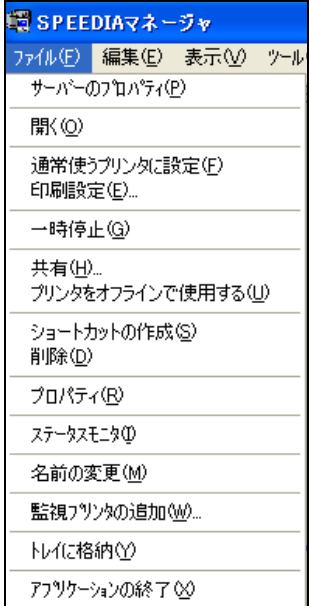 SPEEDIAマネージャ
ファイル(F) 編集(E) 表示(V) ツール
サーバーのプロパティ(P)
開く(O)
通常使うプリンタに設定(F)
印刷設定(E)...
一時停止(G)
共有(H)...
プリンタをオフラインで使用する(U)
ショートカットの作成(S)
削除(D)
プロパティ(R)
ステータスモニタ(I)
名前の変更(M)
監視プリンタの追加(W)...
トレイに格納(Y)
アプリケーションの終了(X)